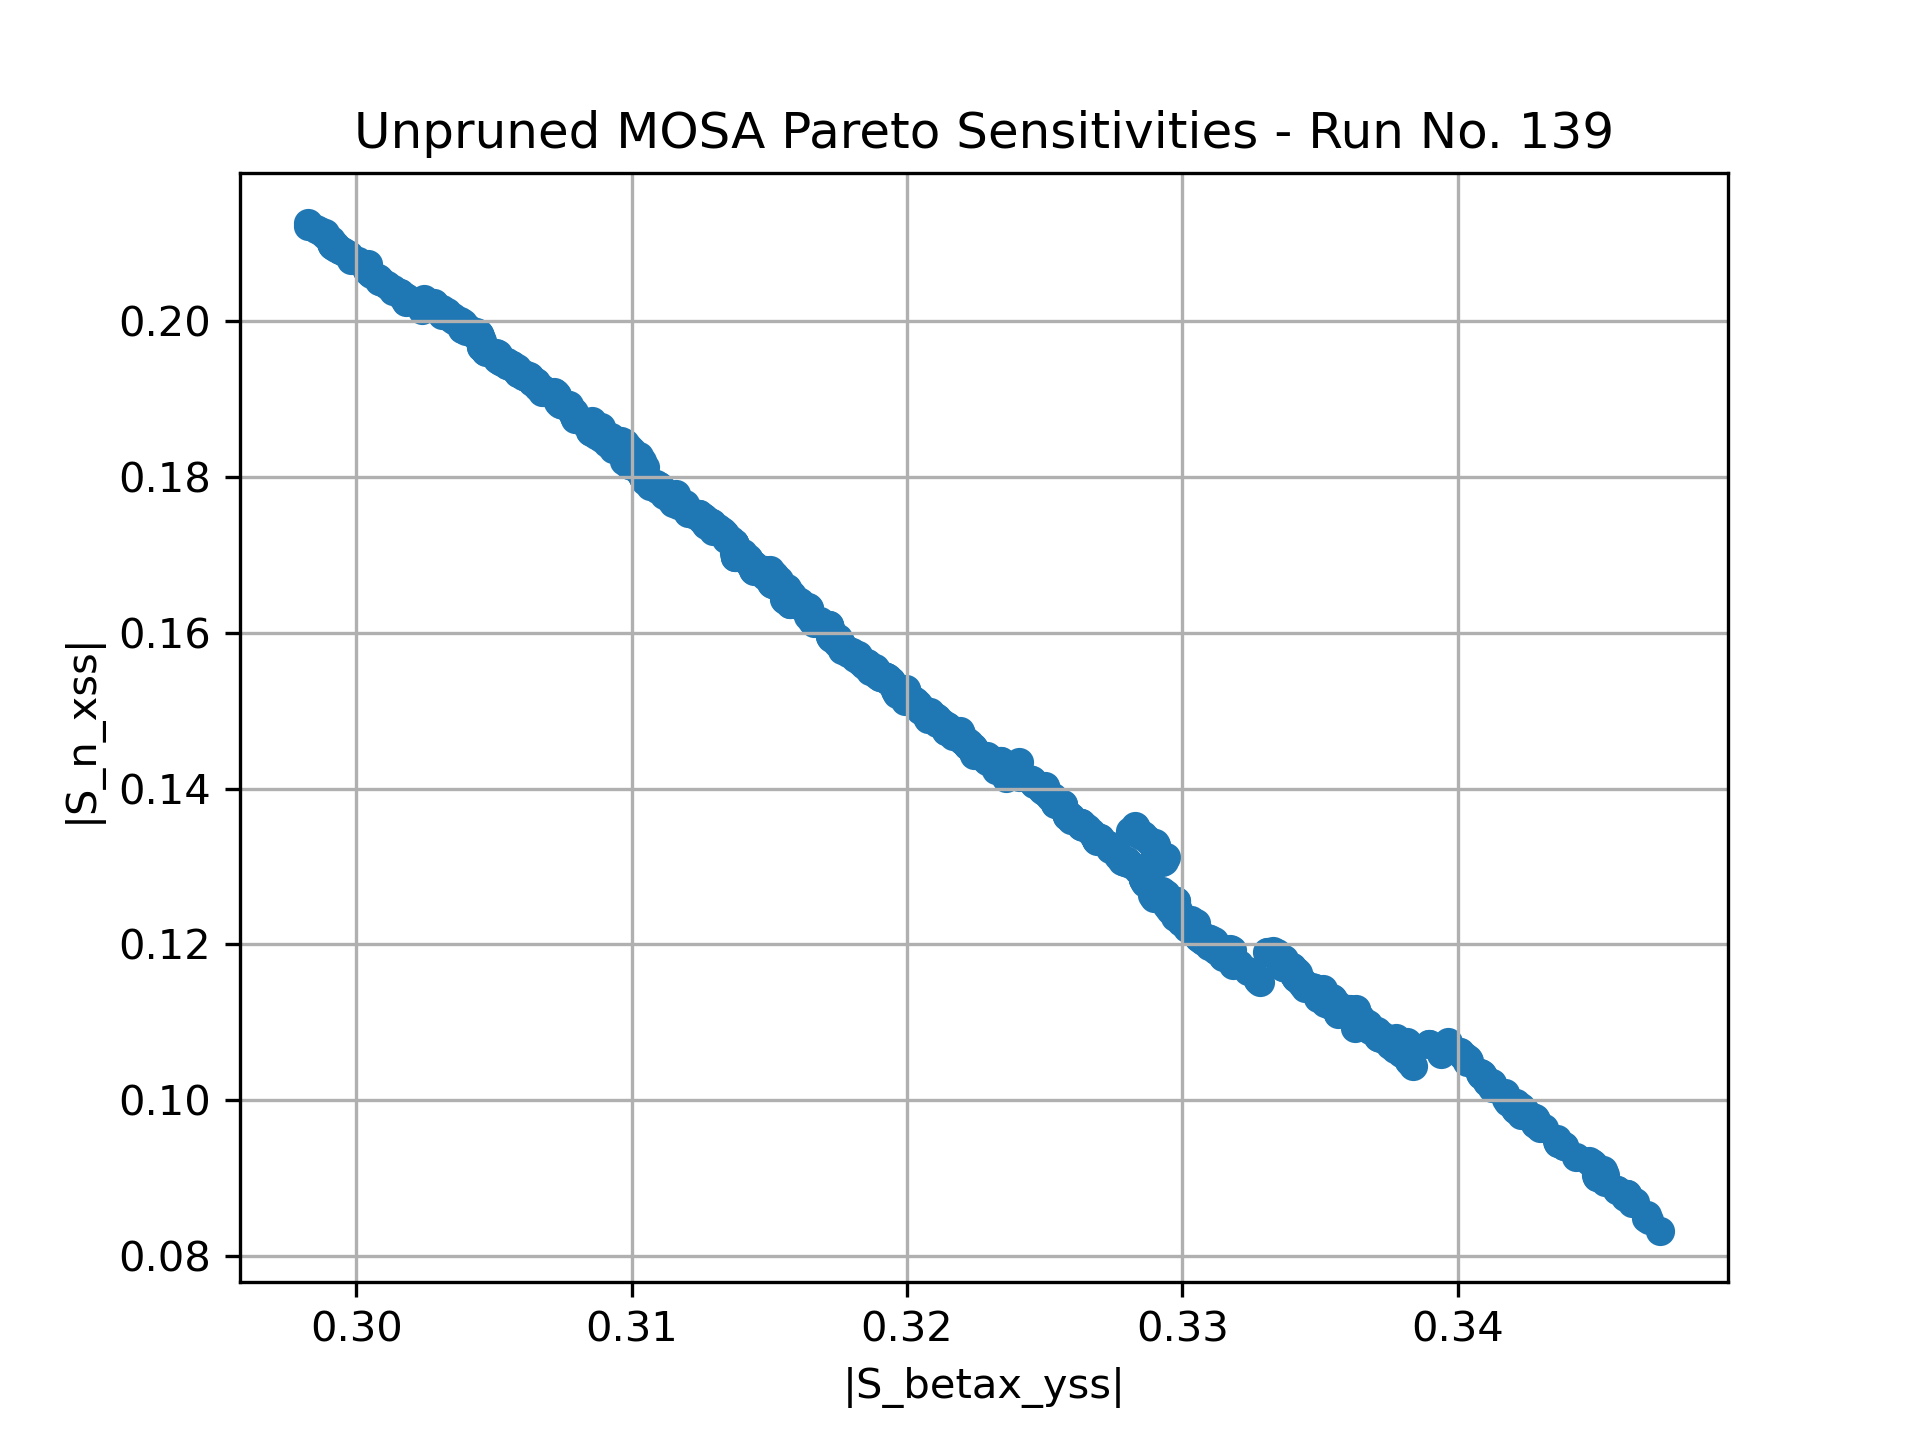 Unpruned MOSA Pareto Sensitivities - Run No. 139
|S_n_xss|
0.20
0.18
0.16
0.14
0.12
0.10
0.08
0.30 0.31 0.32 0.33 0.34
|S_betax_yss|